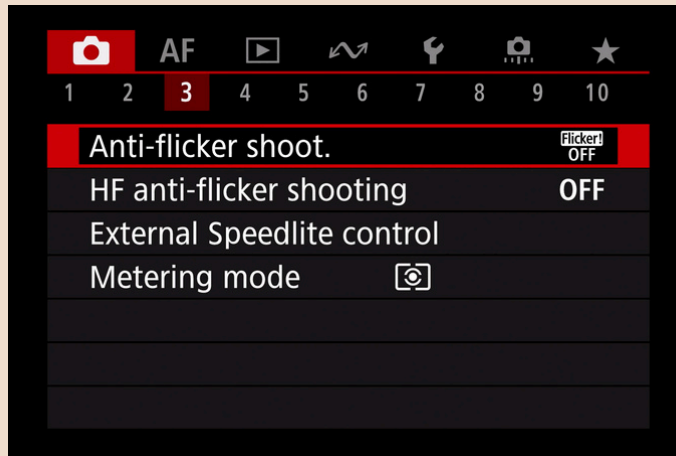 AF
1 2 3 4 5 6 7 8 9 10
Anti-flicker shoot. Flicker! OFF
HF anti-flicker shooting OFF
External Speedlite control
Metering mode